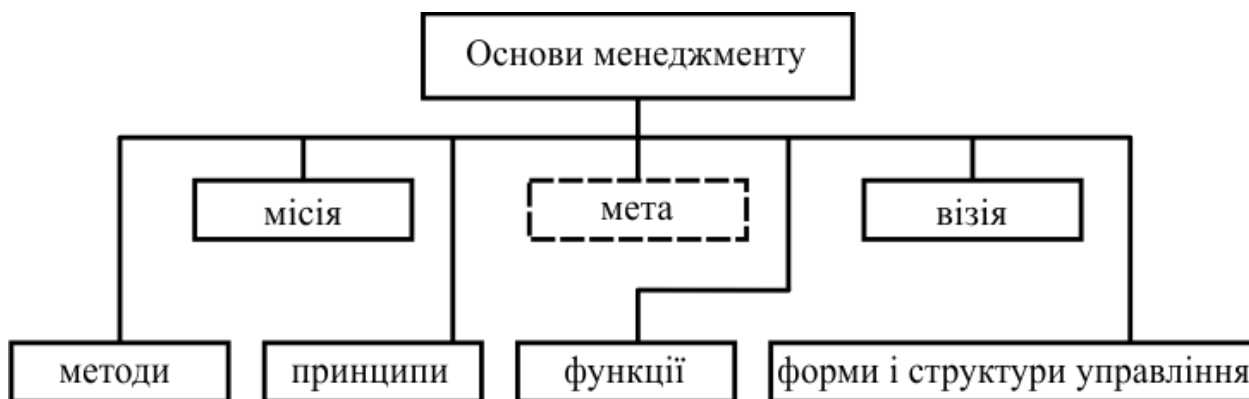 Основи менеджменту
місія
мета
візія
методи
принципи
функції
форми і структури управління